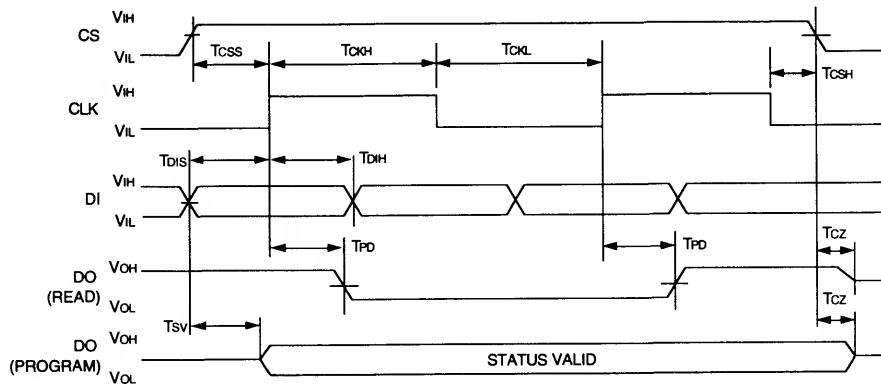 VIH
CS
VIL
TCSS
TCKH
TCKL
TCSH
VIH
CLK
VIL
TDIS
TDIH
VIH
DI
VIL
TPD
TPD
TCZ
VOH
DO
(READ)
VOL
TCZ
TSV
VOH
DO
(PROGRAM)
VOL
STATUS VALID